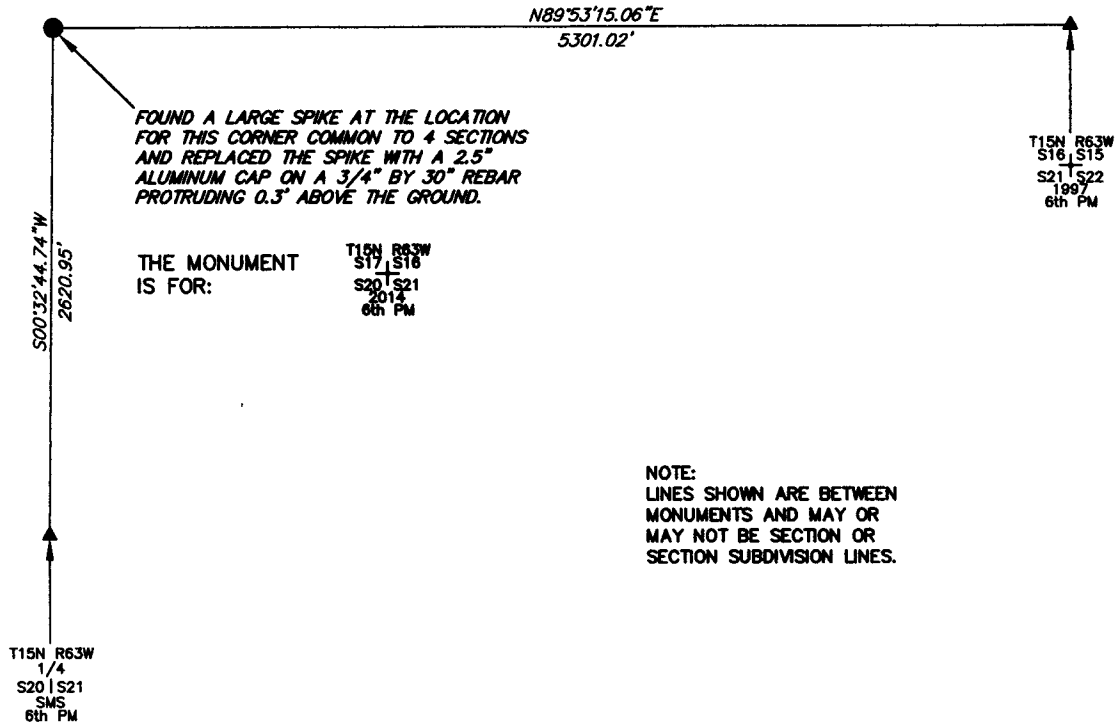 N89°53'15.06"E
5301.02'
FOUND A LARGE SPIKE AT THE LOCATION
FOR THIS CORNER COMMON TO 4 SECTIONS
AND REPLACED THE SPIKE WITH A 2.5"
ALUMINUM CAP ON A 3/4" BY 30" REBAR
PROTRUDING 0.3' ABOVE THE GROUND.
T15N R63W
S16 S15
S21 S22
1997
6th PM
S00°32'44.74"W
2620.95'
THE MONUMENT
IS FOR:
T15N R63W
S17 S16
S20 S21
2014
6th PM
NOTE:
LINES SHOWN ARE BETWEEN
MONUMENTS AND MAY OR
MAY NOT BE SECTION OR
SECTION SUBDIVISION LINES.
T15N R63W
1/4
S20 | S21
SMS
6th PM